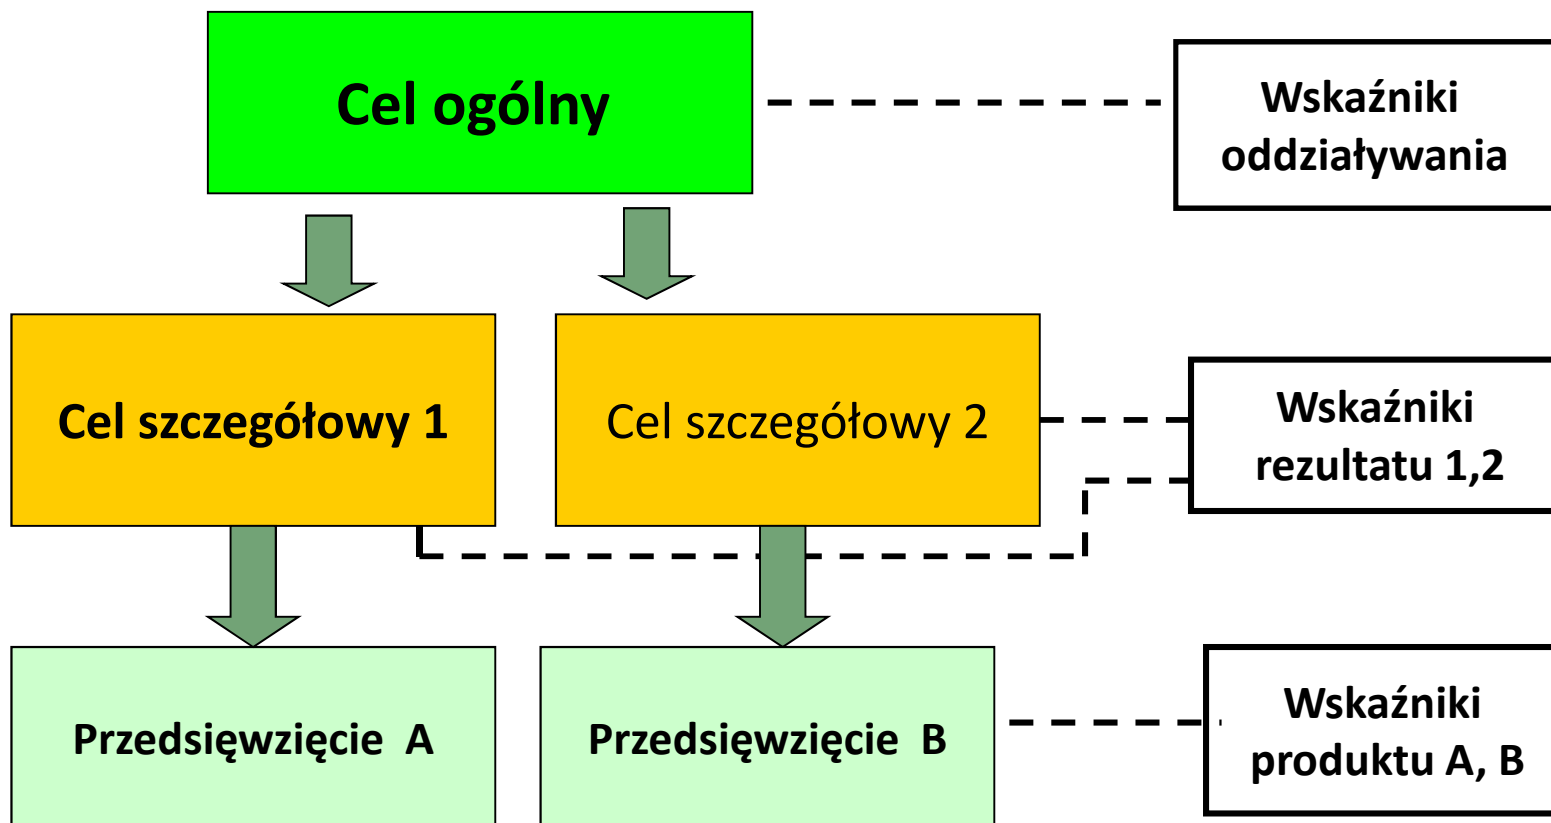 Cel ogólny
Wskaźniki
oddziaływania
Cel szczegółowy 1
Cel szczegółowy 2
Wskaźniki
rezultatu 1,2
Przedsięwzięcie A
Przedsięwzięcie B
Wskaźniki
produktu A, B